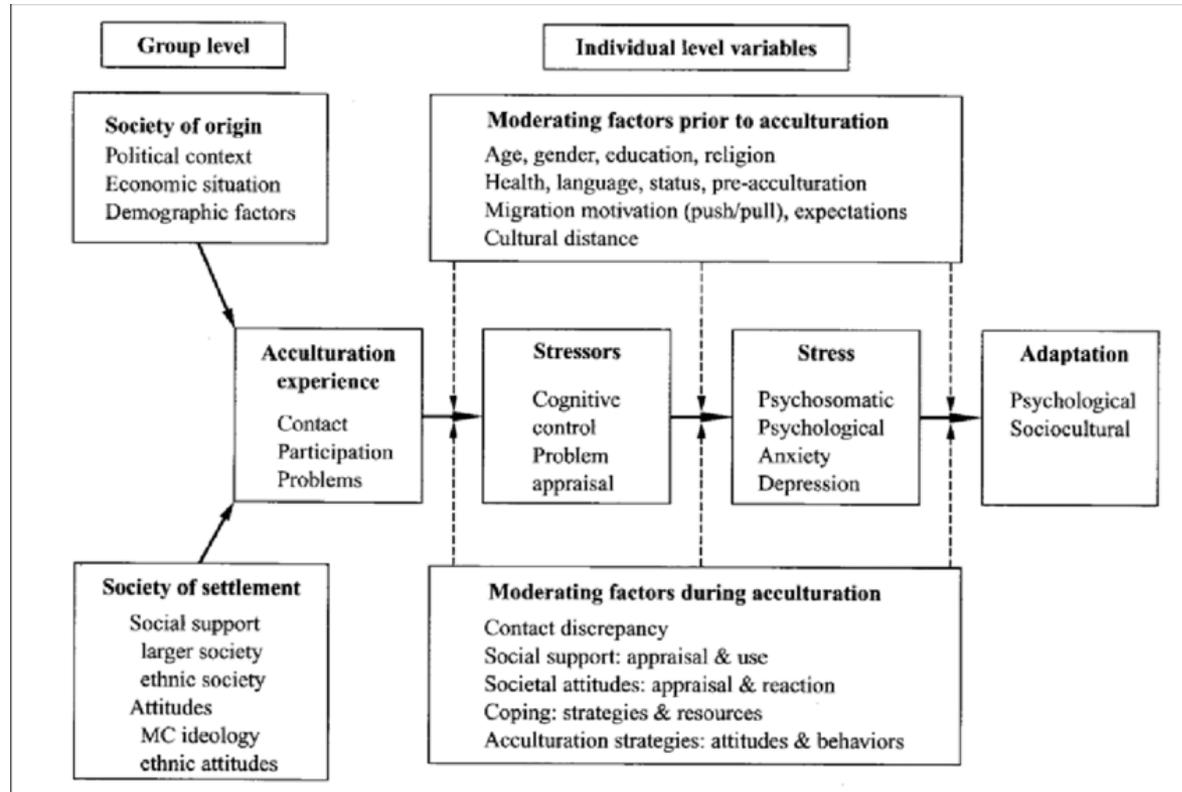 Group level
Individual level variables
Society of origin
Political context
Economic situation
Demographic factors
Moderating factors prior to acculturation
Age, gender, education, religion
Health, language, status, pre-acculturation
Migration motivation (push/pull), expectations
Cultural distance
Acculturation
experience
Contact
Participation
Problems
Stressors
Cognitive
control
Problem
appraisal
Stress
Psychosomatic
Psychological
Anxiety
Depression
Adaptation
Psychological
Sociocultural
Society of settlement
Social support
larger society
ethnic society
Attitudes
MC ideology
ethnic attitudes
Moderating factors during acculturation
Contact discrepancy
Social support: appraisal & use
Societal attitudes: appraisal & reaction
Coping: strategies & resources
Acculturation strategies: attitudes & behaviors